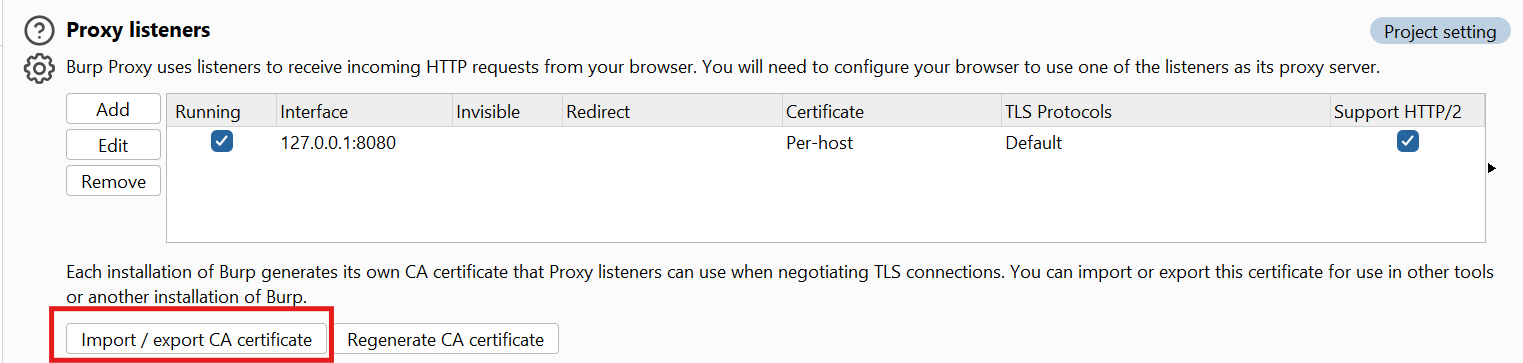 Proxy listeners
Project setting
Burp Proxy uses listeners to receive incoming HTTP requests from your browser. You will need to configure your browser to use one of the listeners as its proxy server.
Add
Running Interface Invisible Redirect Certificate TLS Protocols Support HTTP/2
Edit
127.0.0.1:8080 Per-host Default
Remove
Each installation of Burp generates its own CA certificate that Proxy listeners can use when negotiating TLS connections. You can import or export this certificate for use in other tools
or another installation of Burp.
Import / export CA certificate Regenerate CA certificate